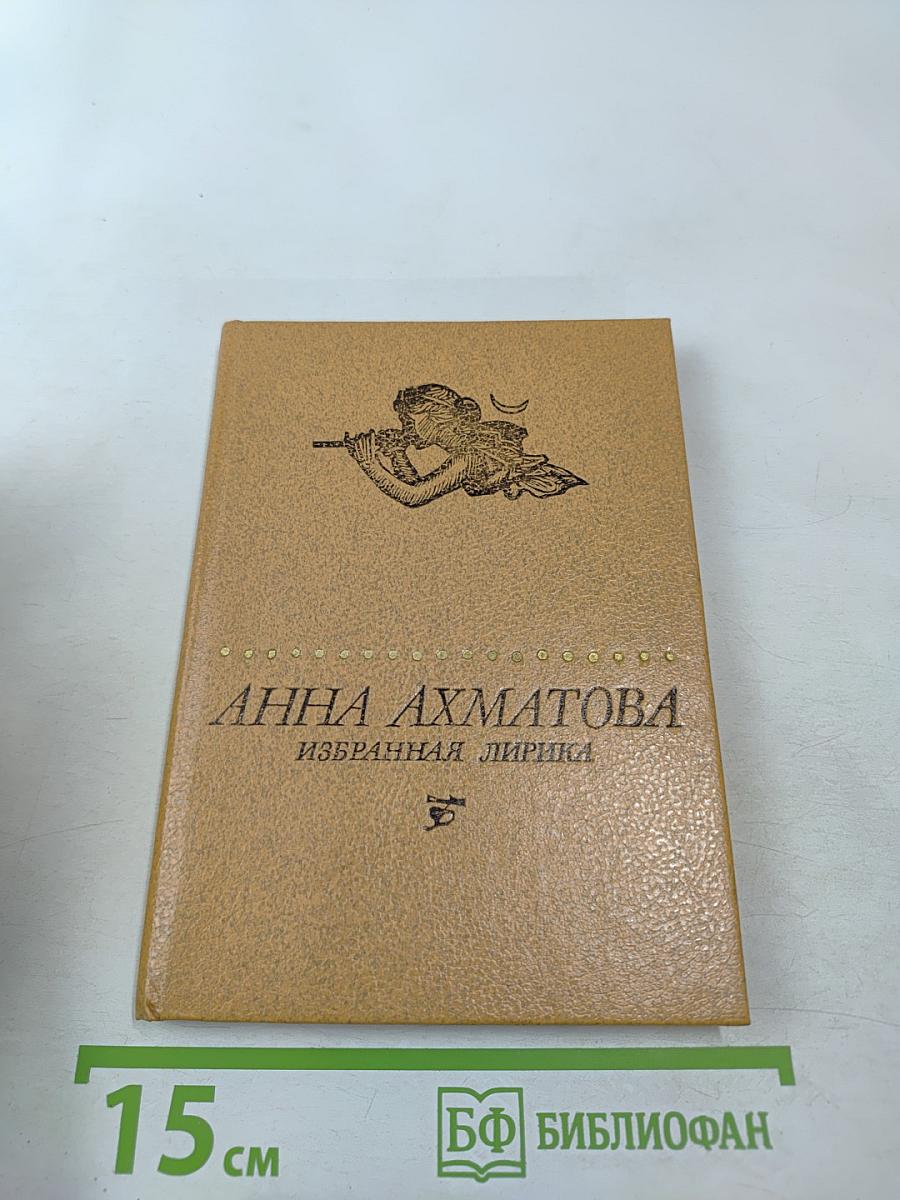 АННА АХМАТОВА
ИЗБРАННАЯ ЛИРИКА
15 см
БФ БИБЛИОФАН